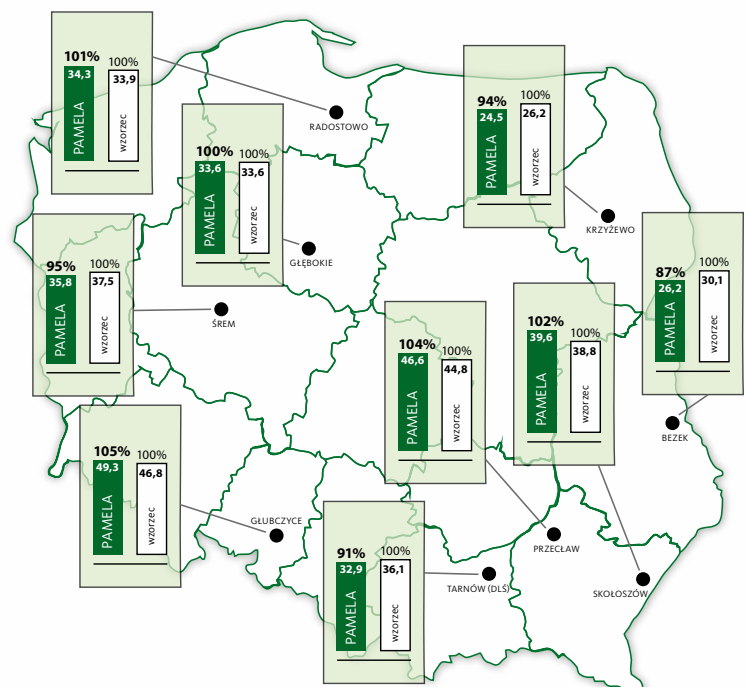 101%
100%
34,3
33,9
PAMELA
wzorzec
RADOSTOWO
94%
100%
24,5
26,2
PAMELA
wzorzec
KRZYŻEWO
100%
100%
33,6
33,6
PAMELA
wzorzec
GŁĘBOKIE
95%
100%
35,8
37,5
PAMELA
wzorzec
ŚREM
87%
100%
26,2
30,1
PAMELA
wzorzec
BEZEK
104%
100%
46,6
44,8
PAMELA
wzorzec
PRZECŁAW
102%
100%
39,6
38,8
PAMELA
wzorzec
SKOŁOSZÓW
105%
100%
49,3
46,8
PAMELA
wzorzec
GŁUBCZYCE
91%
100%
32,9
36,1
PAMELA
wzorzec
TARNÓW (DLŚ)